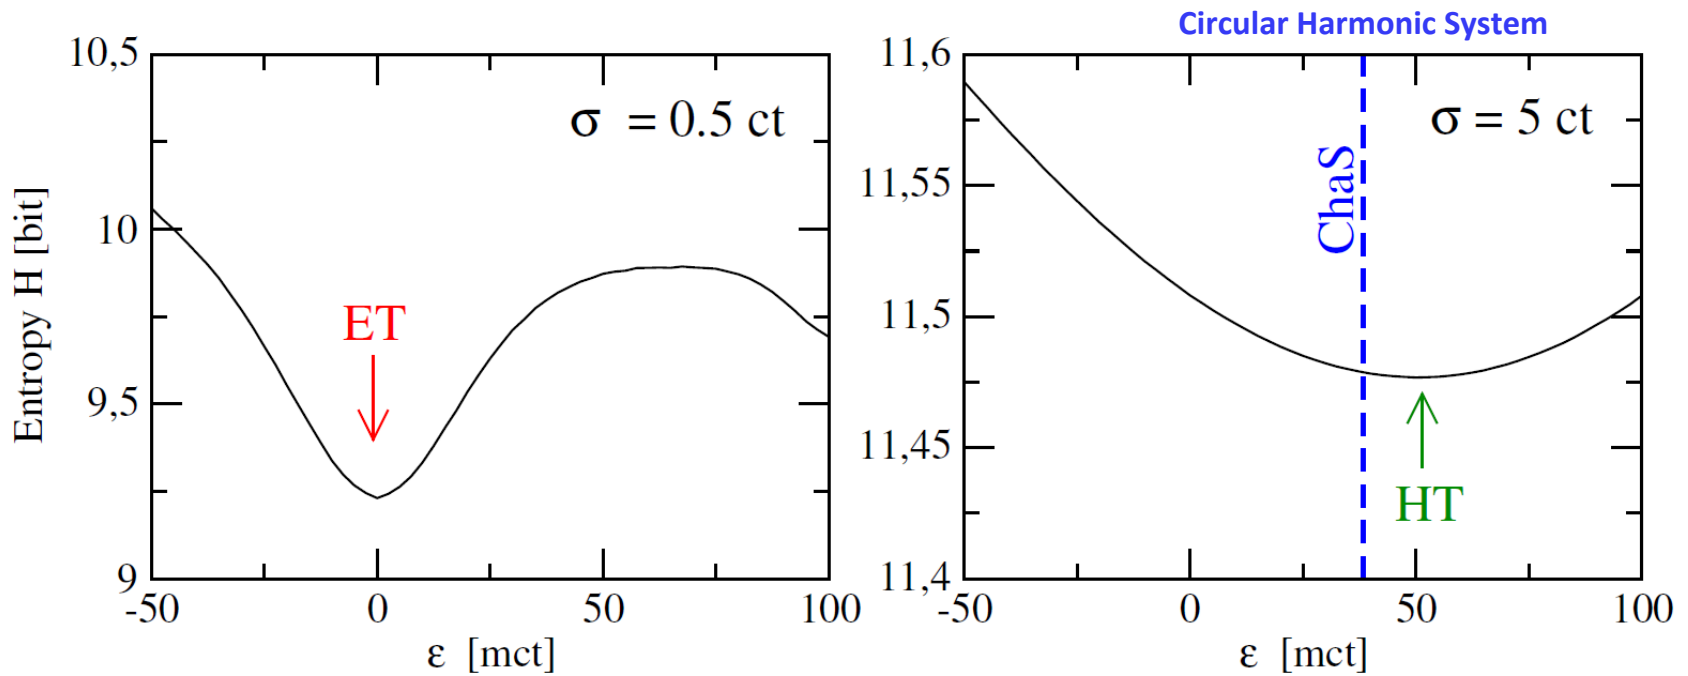 Circular Harmonic System
10,5
10
9,5
9
Entropy H [bit]
σ = 0.5 ct
ET
-50 0 50 100
ε [mct]
11,6
11,55
11,5
11,45
11,4
σ = 5 ct
ChaS
HT
-50 0 50 100
ε [mct]